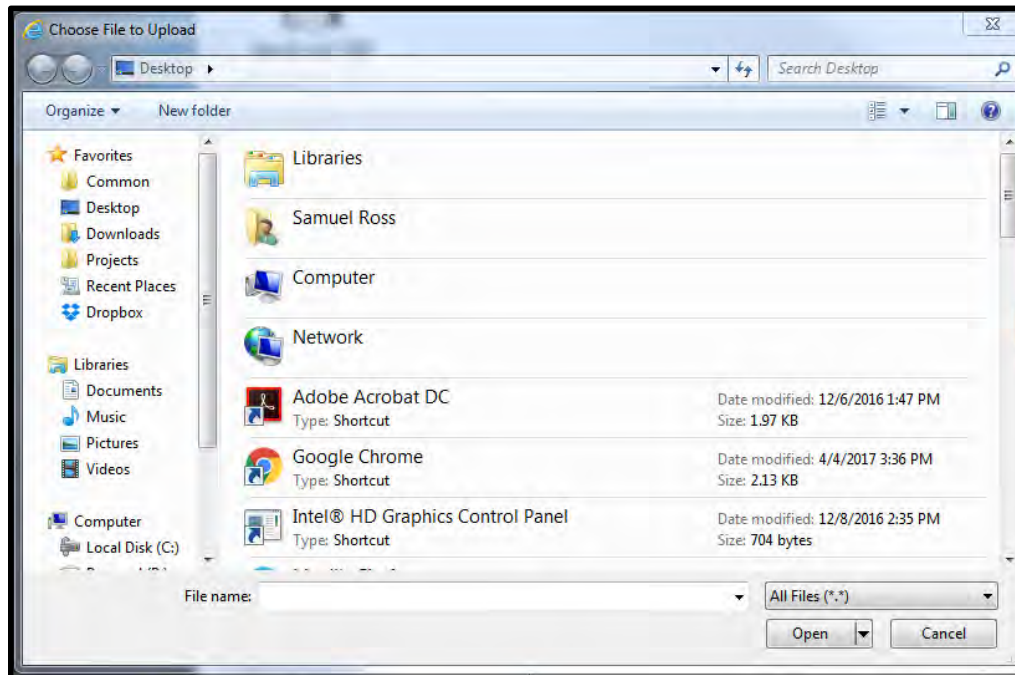 Choose File to Upload
Desktop
Search Desktop
Organize
New folder
Favorites
Common
Desktop
Downloads
Projects
Recent Places
Dropbox
Libraries
Documents
Music
Pictures
Videos
Computer
Local Disk (C:)
Libraries
Samuel Ross
Computer
Network
Adobe Acrobat DC
Type: Shortcut
Date modified: 12/6/2016 1:47 PM
Size: 1.97 KB
Google Chrome
Type: Shortcut
Date modified: 4/4/2017 3:36 PM
Size: 2.13 KB
Intel® HD Graphics Control Panel
Type: Shortcut
Date modified: 12/8/2016 2:35 PM
Size: 704 bytes
File name:
All Files (*.*)
Open
Cancel